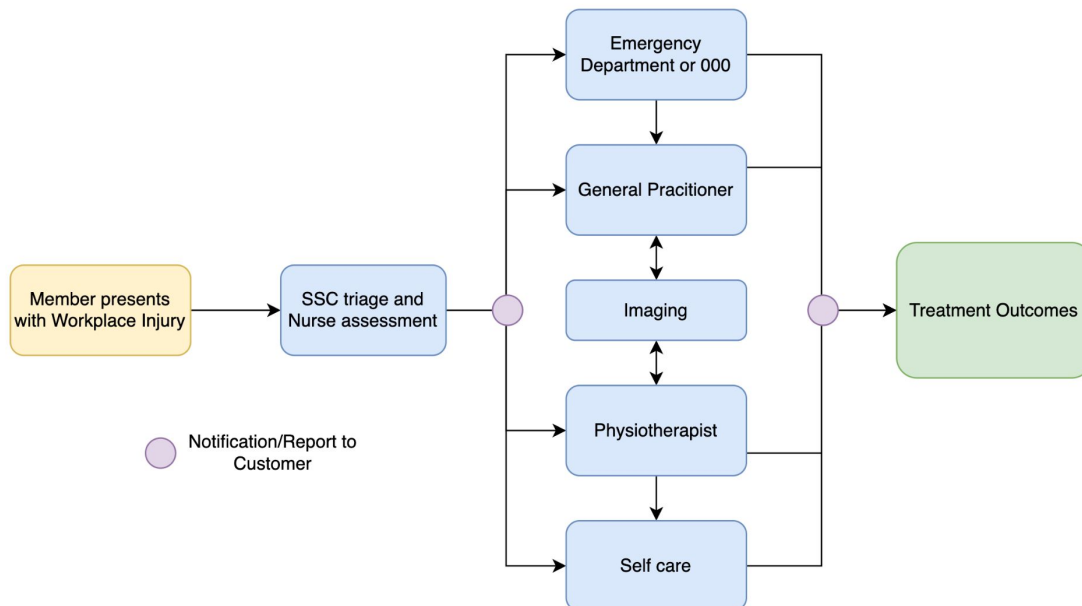 Emergency
Department or 000
General Pracitioner
Member presents
with Workplace Injury
SSC triage and
Nurse assessment
Imaging
Treatment Outcomes
Physiotherapist
Notification/Report to
Customer
Self care